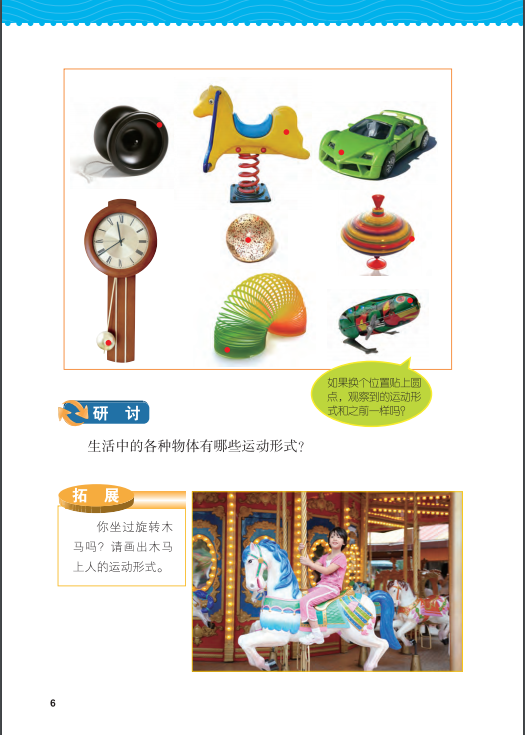 如果换个位置贴上圆
点，观察到的运动形
式和之前一样吗？
研 讨
生活中的各种物体有哪些运动形式？
拓 展
你坐过旋转木
马吗？请画出木马
上人的运动形式。
6